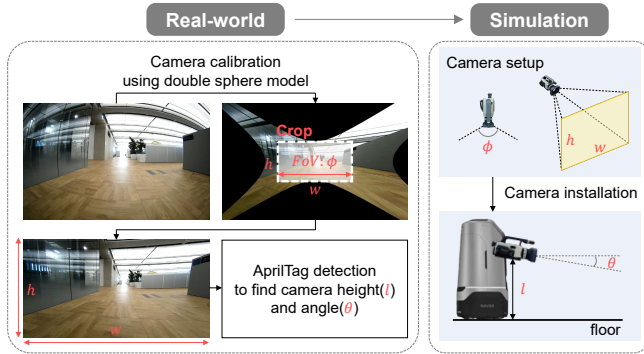 Real-world
Simulation
Camera calibration
using double sphere model
Crop
h
FoV: ϕ
w
h
w
AprilTag detection
to find camera height(l)
and angle(θ)
Camera setup
ϕ
h
w
Camera installation
l
θ
floor